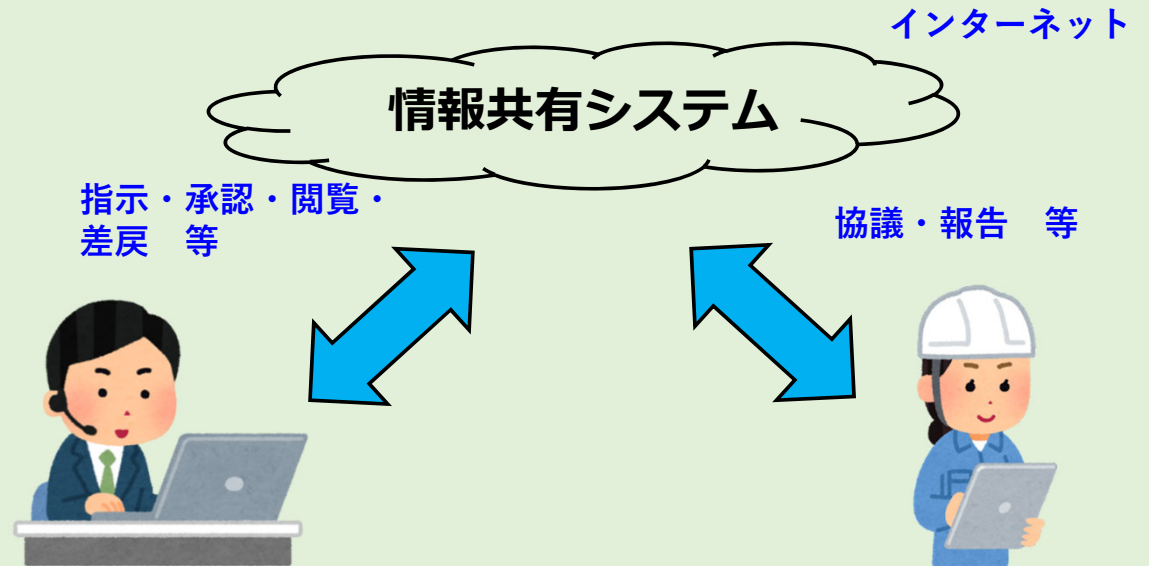 インターネット
情報共有システム
指示・承認・閲覧・
差戻　等
協議・報告　等